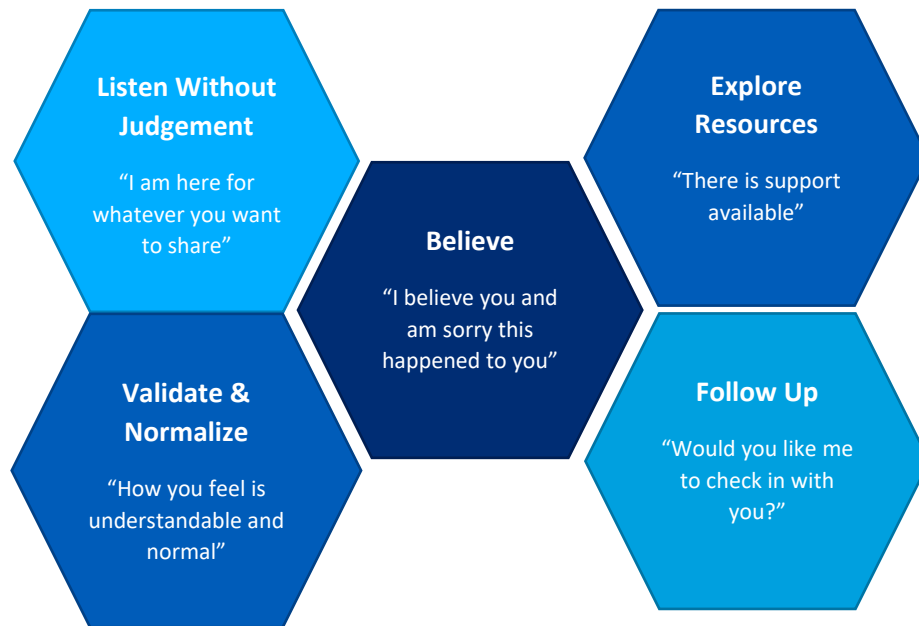 Listen Without
Judgement
“I am here for
whatever you want
to share”
Validate &
Normalize
“How you feel is
understandable and
normal”
Believe
“I believe you and
am sorry this
happened to you”
Explore
Resources
“There is support
available”
Follow Up
“Would you like me
to check in with
you?”